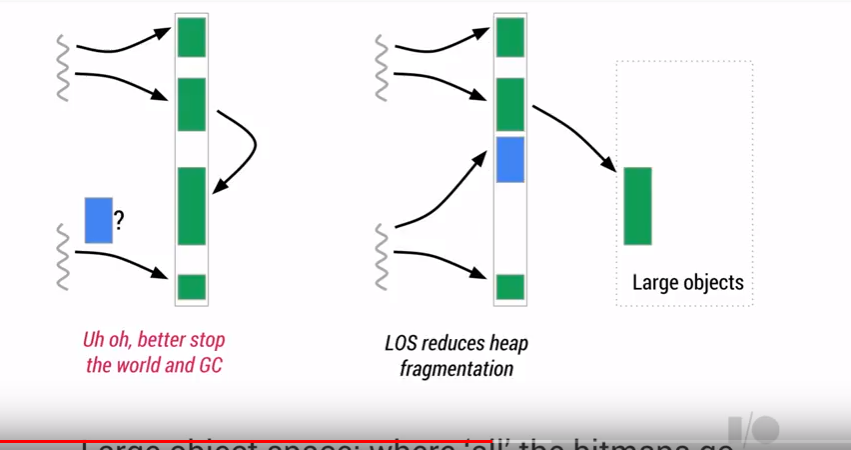 ?
Large objects
Uh oh, better stop
the world and GC
LOS reduces heap
fragmentation
I/O
Large object space: where 'all' the bitmaps go